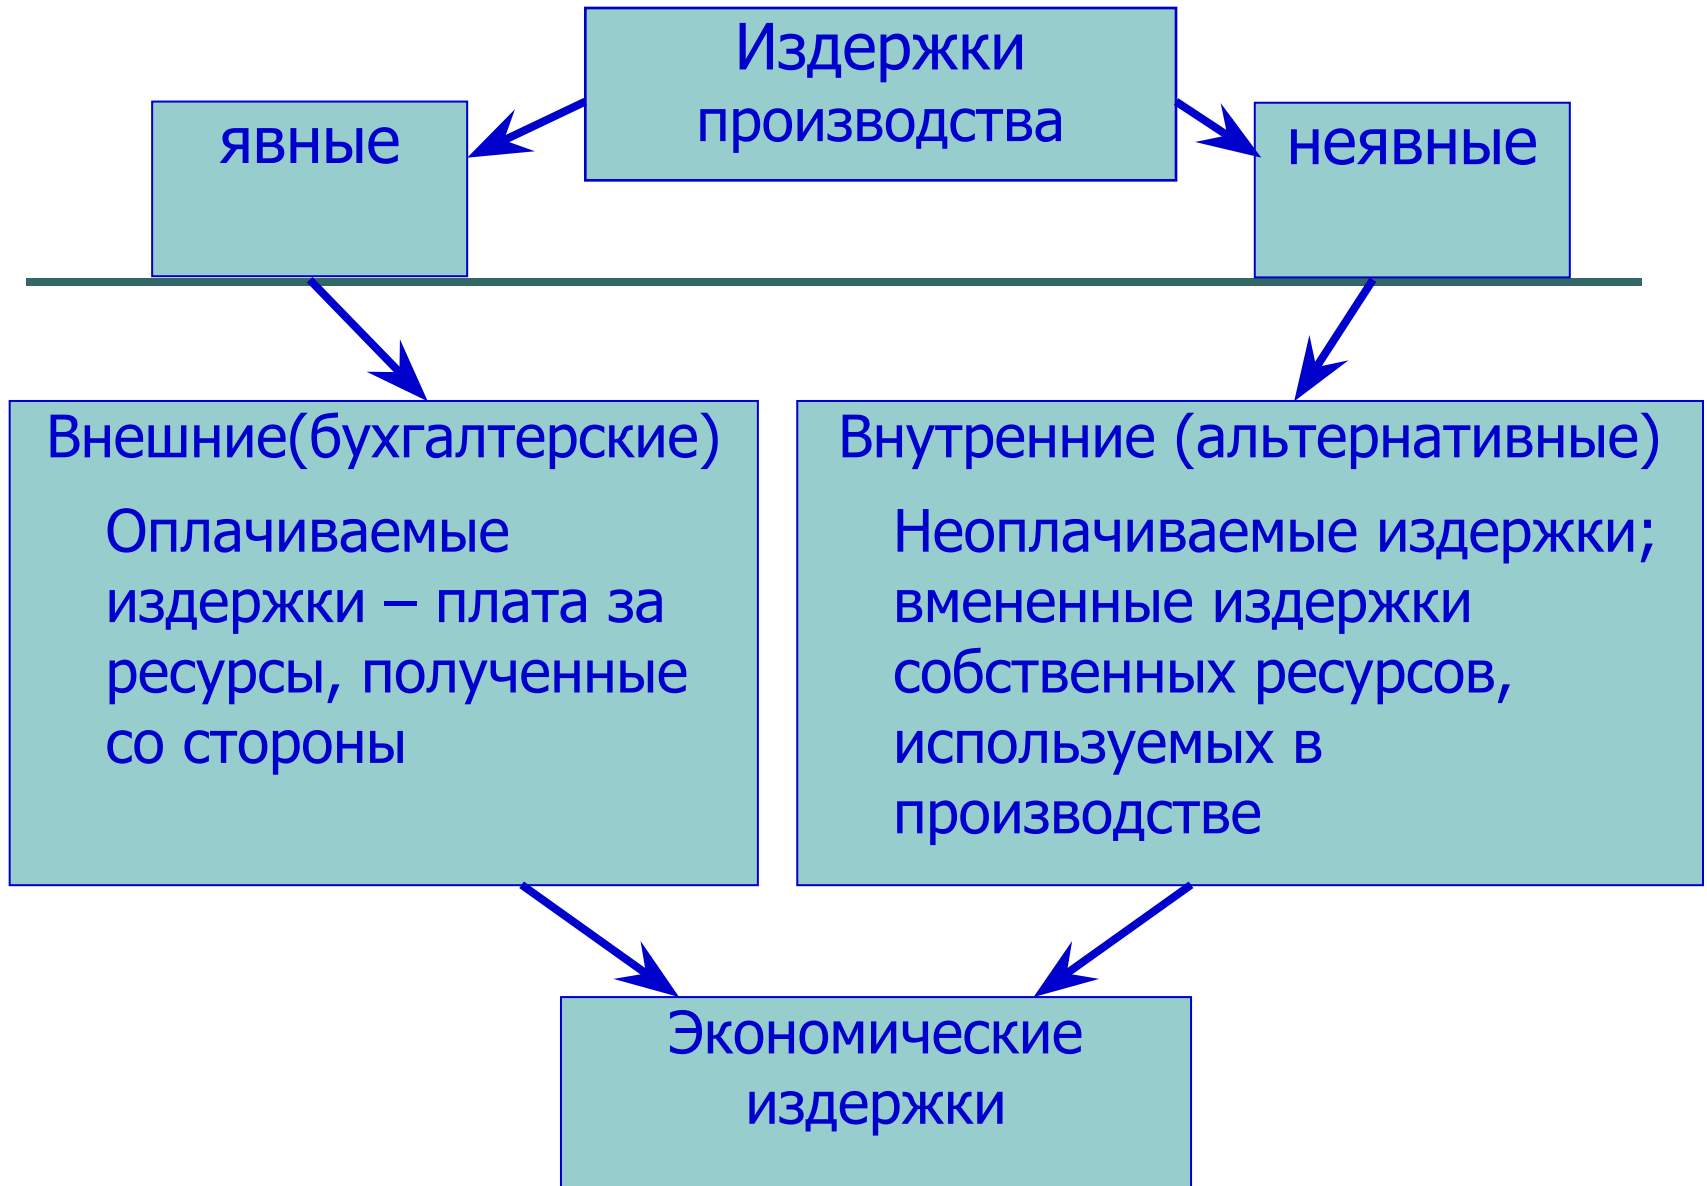 Издержки
производства
явные
неявные
Внешние(бухгалтерские)
Оплачиваемые
издержки – плата за
ресурсы, полученные
со стороны
Внутренние (альтернативные)
Неоплачиваемые издержки;
вмененные издержки
собственных ресурсов,
используемых в
производстве
Экономические
издержки